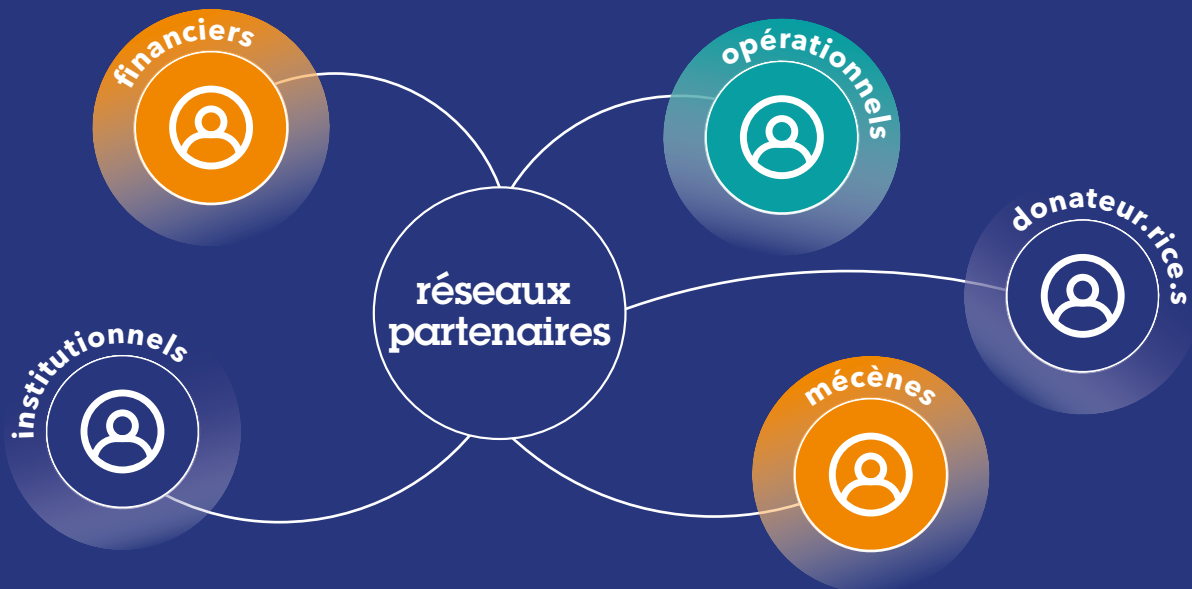 financiers
opérationnels
donateur.rice.s
réseaux
partenaires
institutionnels
mécènes